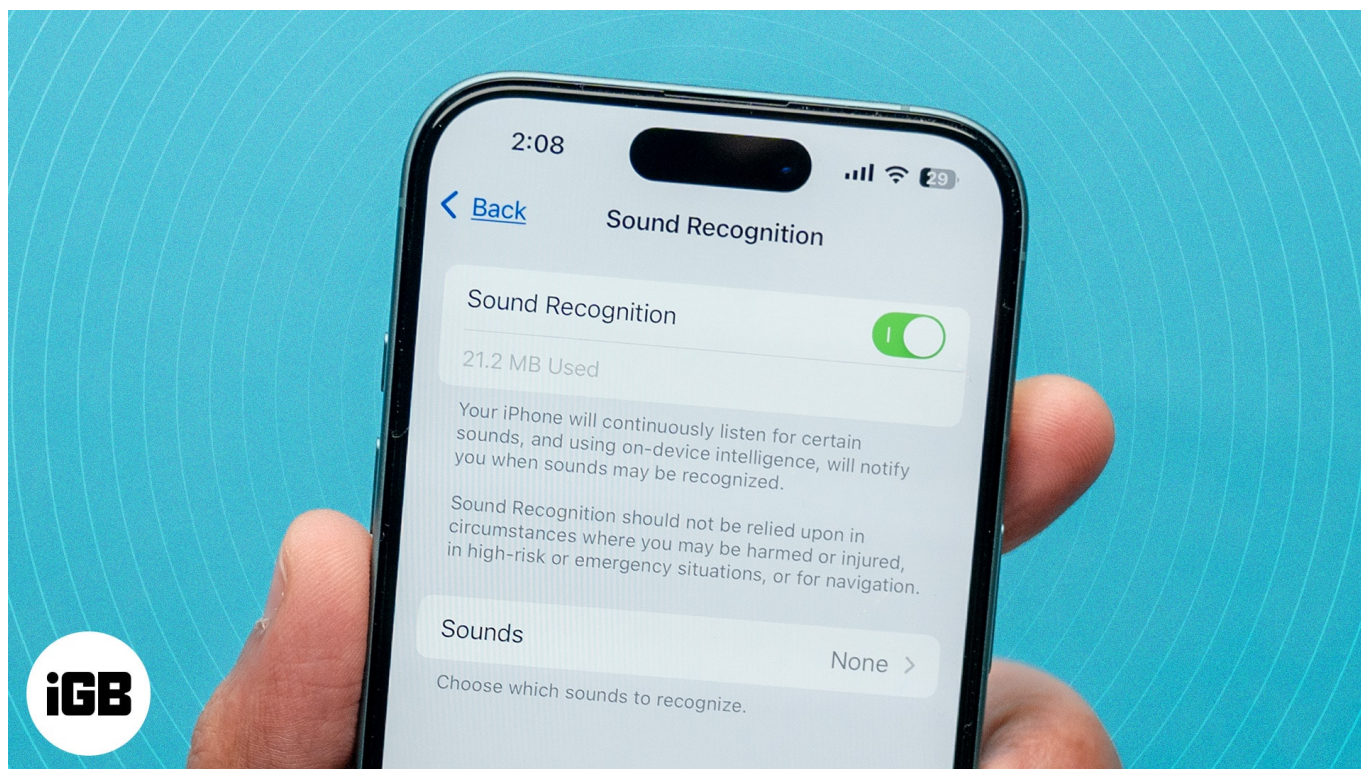 2:08
29
Back
Sound Recognition
Sound Recognition
21.2 MB Used
Your iPhone will continuously listen for certain
sounds, and using on-device intelligence, will notify
you when sounds may be recognized.
Sound Recognition should not be relied upon in
circumstances where you may be harmed or injured,
in high-risk or emergency situations, or for navigation.
Sounds
None
Choose which sounds to recognize.
iGB